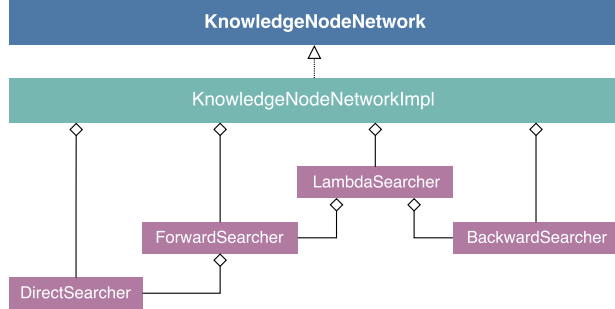 KnowledgeNodeNetwork
KnowledgeNodeNetworkImpl
LambdaSearcher
ForwardSearcher
BackwardSearcher
DirectSearcher